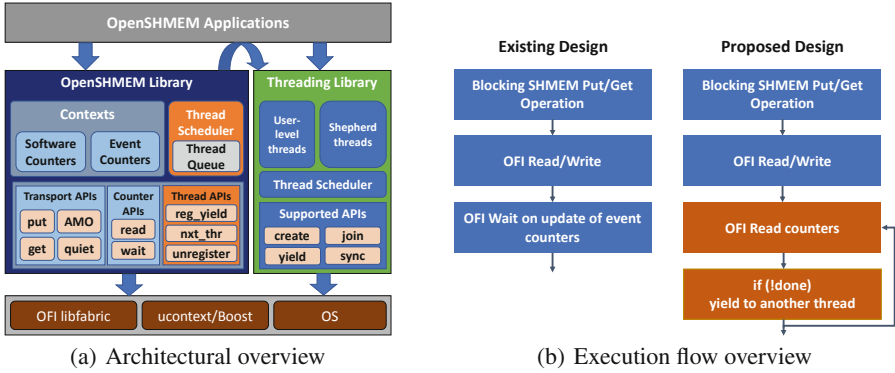 OpenSHMEM Applications
OpenSHMEM Library
Contexts
Software
Counters
Event
Counters
Thread
Scheduler
Thread
Queue
Transport APIs
put
AMO
get
quiet
Counter
APIs
read
wait
Thread APIs
reg_yield
nxt_thr
unregister
Threading Library
User-
level
threads
Shepherd
threads
Thread Scheduler
Supported APIs
create
join
yield
sync
OFI libfabric
ucontext/Boost
OS
(a) Architectural overview
Existing Design
Blocking SHMEM Put/Get
Operation
OFI Read/Write
OFI Wait on update of event
counters
Proposed Design
Blocking SHMEM Put/Get
Operation
OFI Read/Write
OFI Read counters
if (!done)
yield to another thread
(b) Execution flow overview